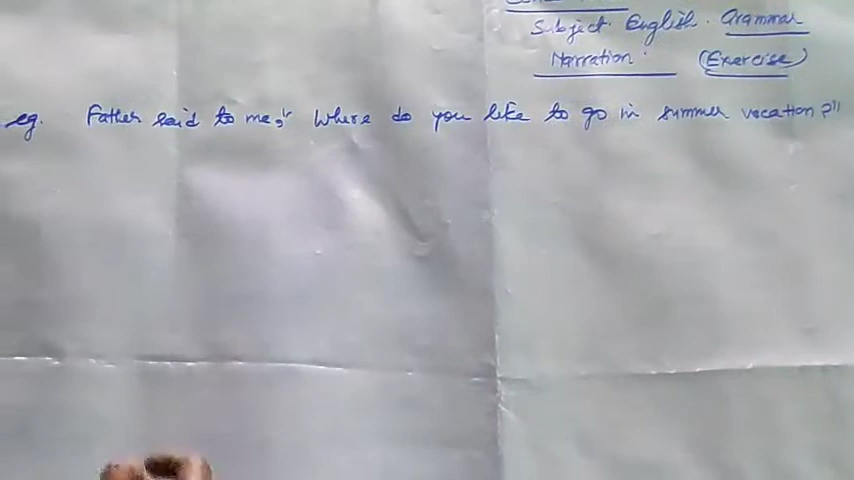 Subject. English. Grammar
Narration. (Exercise)
eg. Father said to me," Where do you like to go in summer vacation?"